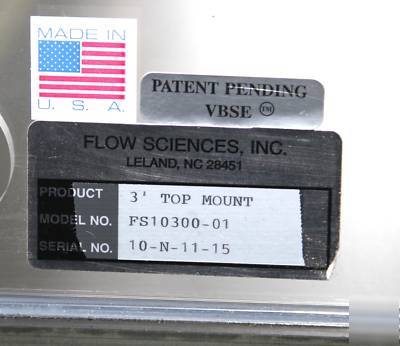 MADE IN
U. S. A.
PATENT PENDING
VBSE ™
FLOW SCIENCES, INC.
LELAND, NC 28451
PRODUCT 3' TOP MOUNT
MODEL NO. FS10300-01
SERIAL NO. 10-N-11-15